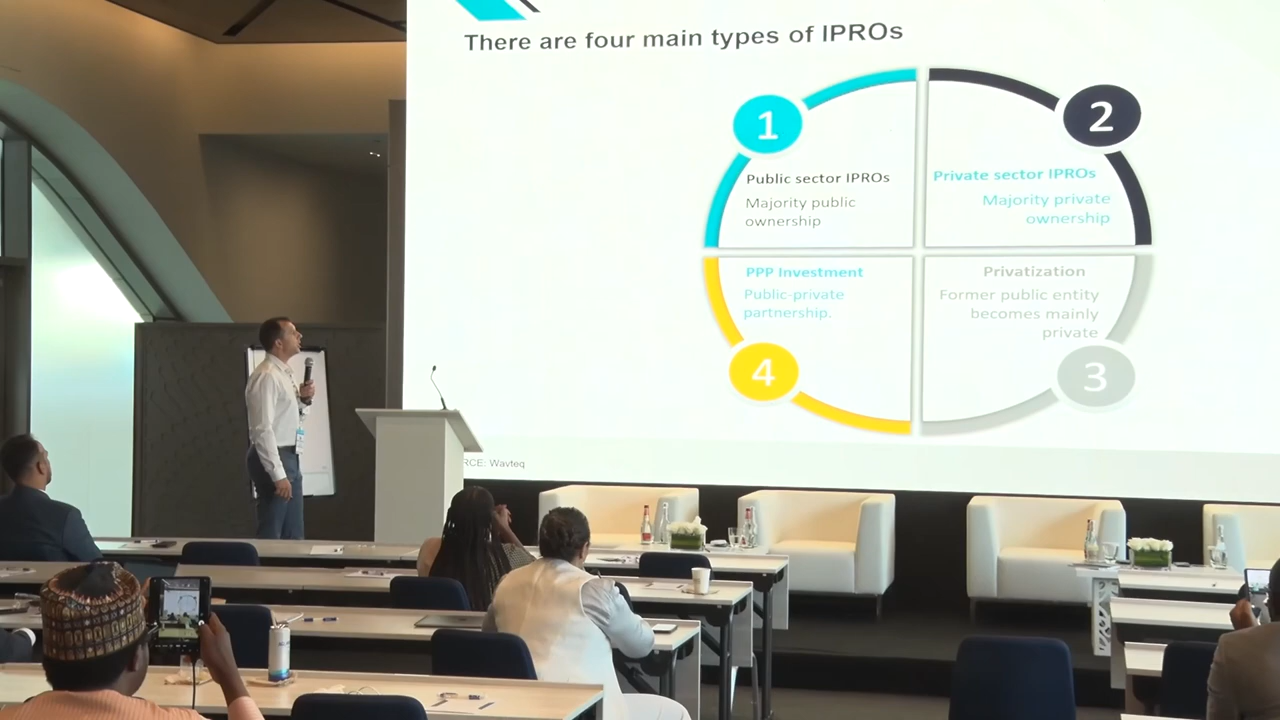 There are four main types of IPROs
1
Public sector IPROs
Majority public
ownership
2
Private sector IPROs
Majority private
ownership
PPP Investment
Public-private
partnership.
4
Privatization
Former public entity
becomes mainly
private
3
RCE: Wavteq